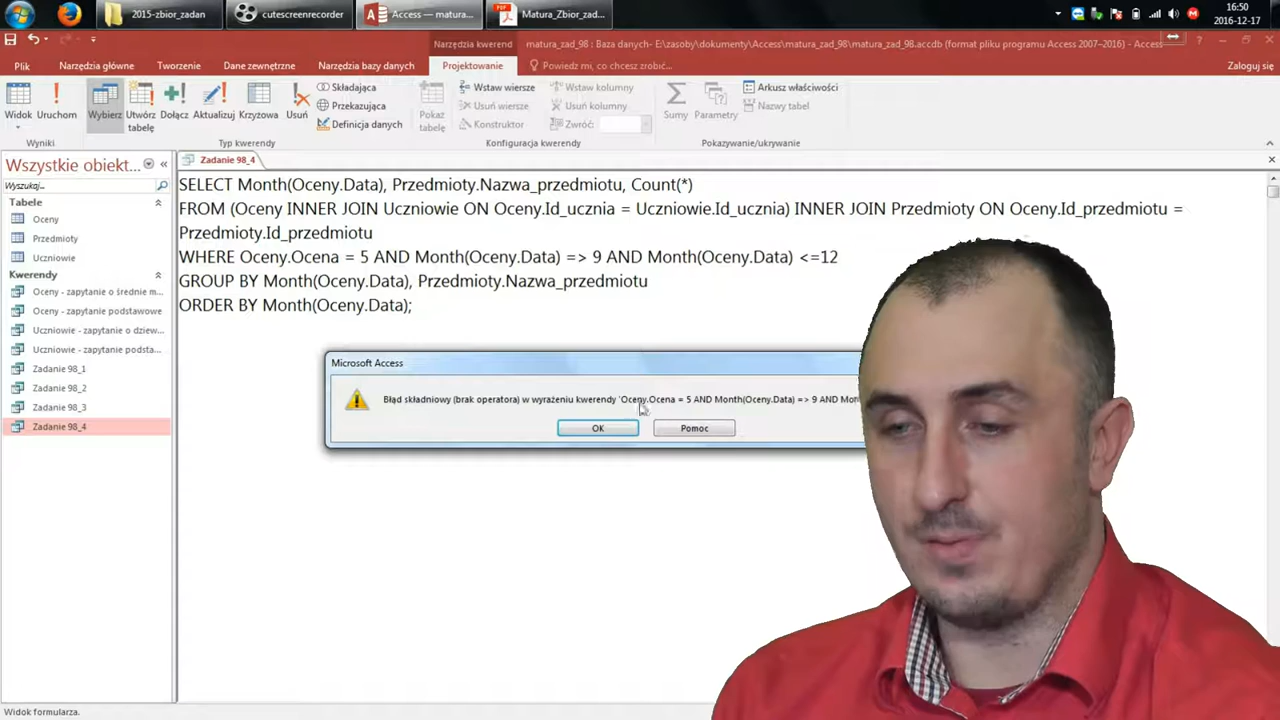 2015-zbior_zadan
cutescreenrecorder
Access — matura...
Matura_Zbior_zad...
16:50
2016-12-17
Narzędzia kwerend
matura_zad_98 : Baza danych- E:\zasoby\dokumenty\Access\matura_zad_98\matura_zad_98.accdb (format pliku programu Access 2007–2016) - Access
Plik
Narzędzia główne
Tworzenie
Dane zewnętrzne
Narzędzia bazy danych
Projektowanie
Powiedz mi, co chcesz zrobić...
Zaloguj się
Widok
Uruchom
Wybierz
Utwórz tabelę
Dołącz
Aktualizuj
Krzyżowa
Usuń
Składająca
Przekazująca
Definicja danych
Pokaż tabelę
Wstaw wiersze
Usuń wiersze
Konstruktor
Wstaw kolumny
Usuń kolumny
Zwróć:
Sumy
Parametry
Arkusz właściwości
Nazwy tabel
Wyniki
Typ kwerendy
Konfiguracja kwerendy
Pokazywanie/ukrywanie
Wszystkie obiekt...
Wyszukaj...
Tabele
Oceny
Przedmioty
Uczniowie
Kwerendy
Oceny - zapytanie o średnie m...
Oceny - zapytanie podstawowe
Uczniowie - zapytanie o dziew...
Uczniowie - zapytanie podsta...
Zadanie 98_1
Zadanie 98_2
Zadanie 98_3
Zadanie 98_4
Zadanie 98_4
SELECT Month(Oceny.Data), Przedmioty.Nazwa_przedmiotu, Count(*)
FROM (Oceny INNER JOIN Uczniowie ON Oceny.Id_ucznia = Uczniowie.Id_ucznia) INNER JOIN Przedmioty ON Oceny.Id_przedmiotu =
Przedmioty.Id_przedmiotu
WHERE Oceny.Ocena = 5 AND Month(Oceny.Data) => 9 AND Month(Oceny.Data) <=12
GROUP BY Month(Oceny.Data), Przedmioty.Nazwa_przedmiotu
ORDER BY Month(Oceny.Data);
Microsoft Access
Błąd składniowy (brak operatora) w wyrażeniu kwerendy 'Oceny.Ocena = 5 AND Month(Oceny.Data) => 9 AND Mon
OK
Pomoc
Widok formularza.